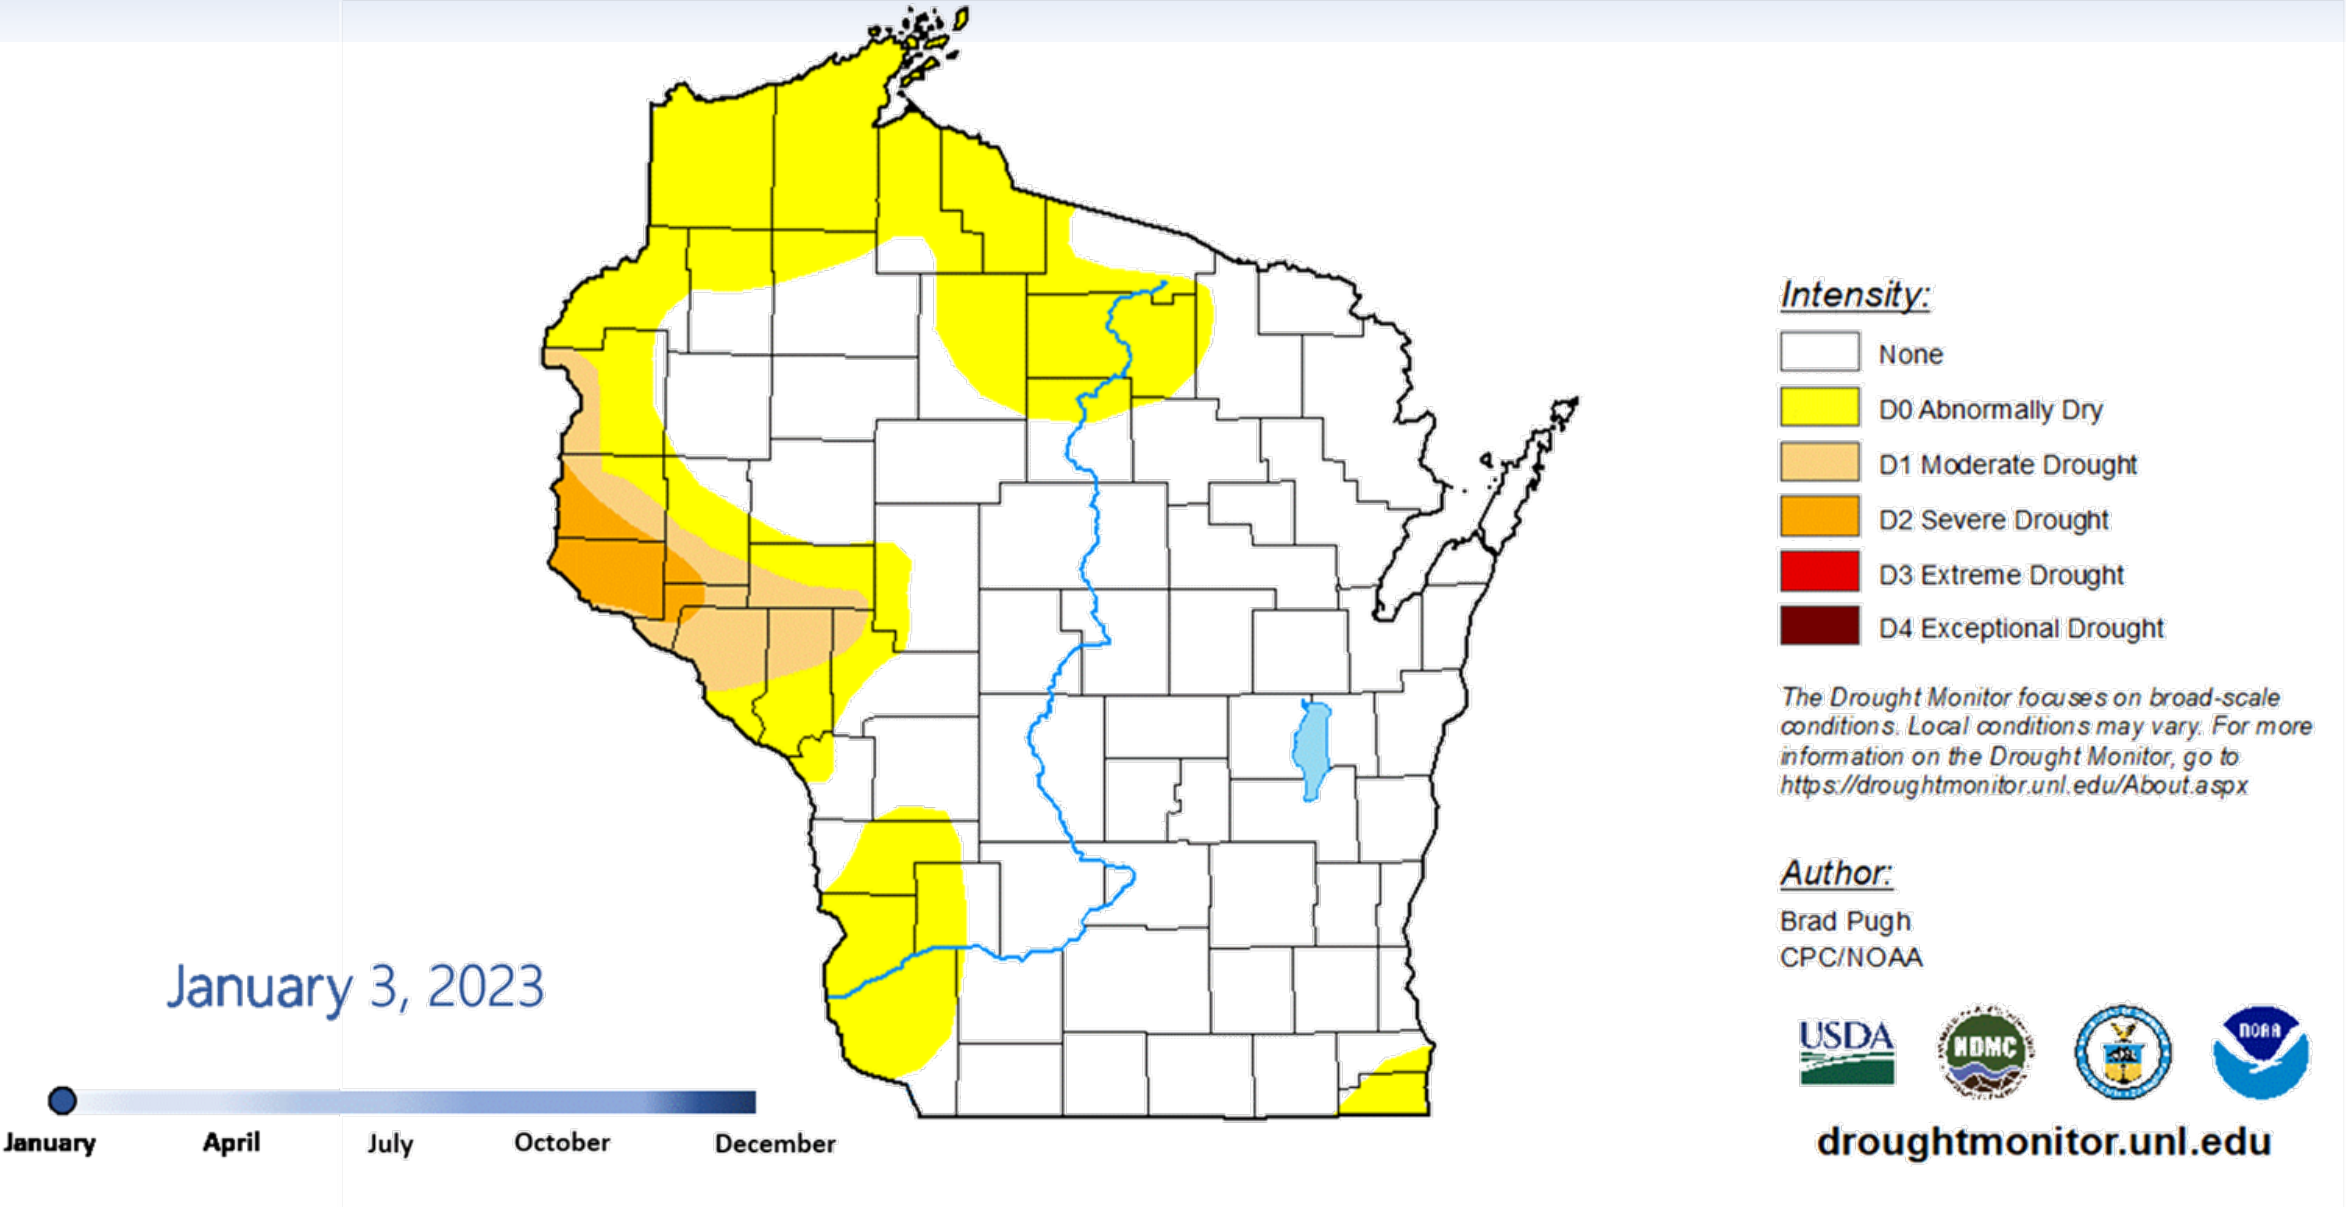 Intensity:
None
D0 Abnormally Dry
D1 Moderate Drought
D2 Severe Drought
D3 Extreme Drought
D4 Exceptional Drought
The Drought Monitor focuses on broad-scale
conditions. Local conditions may vary. For more
information on the Drought Monitor, go to
https://droughtmonitor.unl.edu/About.aspx
Author:
Brad Pugh
CPC/NOAA
January 3, 2023
January April July October December
USDA NDMC NOAA
droughtmonitor.unl.edu